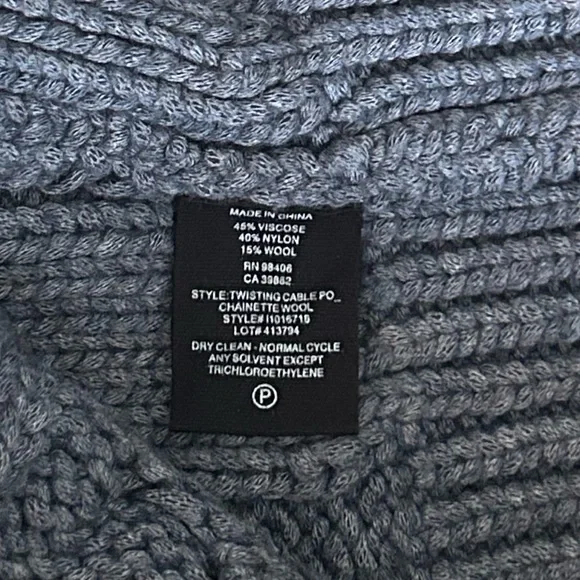 MADE IN CHINA
45% VISCOSE
40% NYLON
15% WOOL
RN 98406
CA 39882
STYLE:TWISTING CABLE PO_
CHAINETTE WOOL
STYLE# I1016719
LOT# 413794
DRY CLEAN - NORMAL CYCLE
ANY SOLVENT EXCEPT
TRICHLOROETHYLENE
P